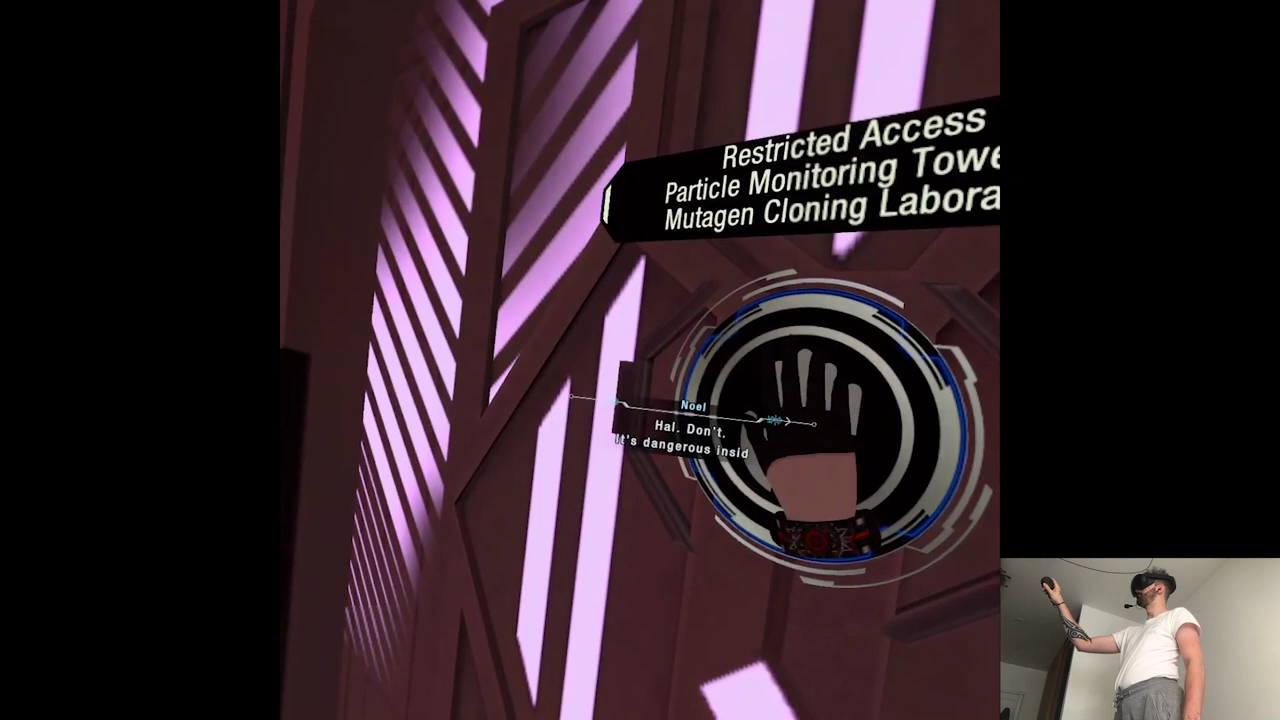 Restricted Access
Particle Monitoring Towe
Mutagen Cloning Labora
Noel
Hal. Don't,
It's dangerous insid